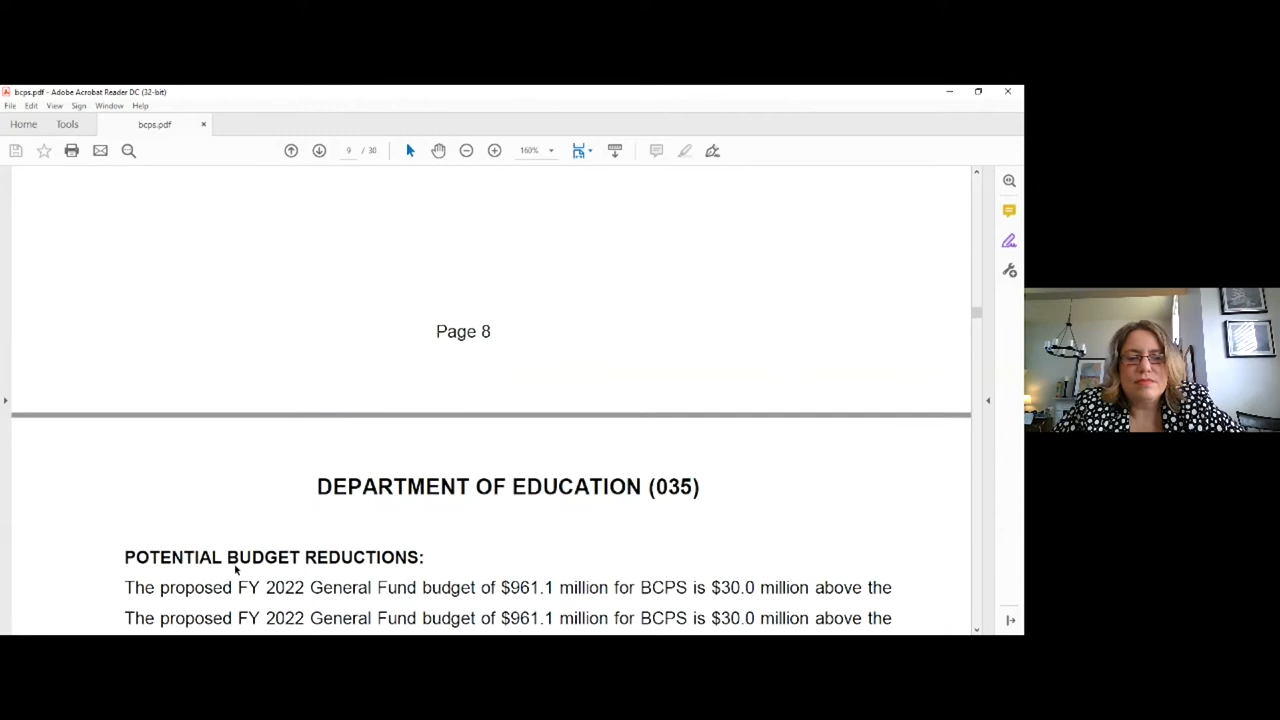 bcps.pdf - Adobe Acrobat Reader DC (32-bit)
File Edit View Sign Window Help
Home Tools bcps.pdf
9 / 30 160%
Page 8
DEPARTMENT OF EDUCATION (035)
POTENTIAL BUDGET REDUCTIONS:
The proposed FY 2022 General Fund budget of $961.1 million for BCPS is $30.0 million above the
The proposed FY 2022 General Fund budget of $961.1 million for BCPS is $30.0 million above the